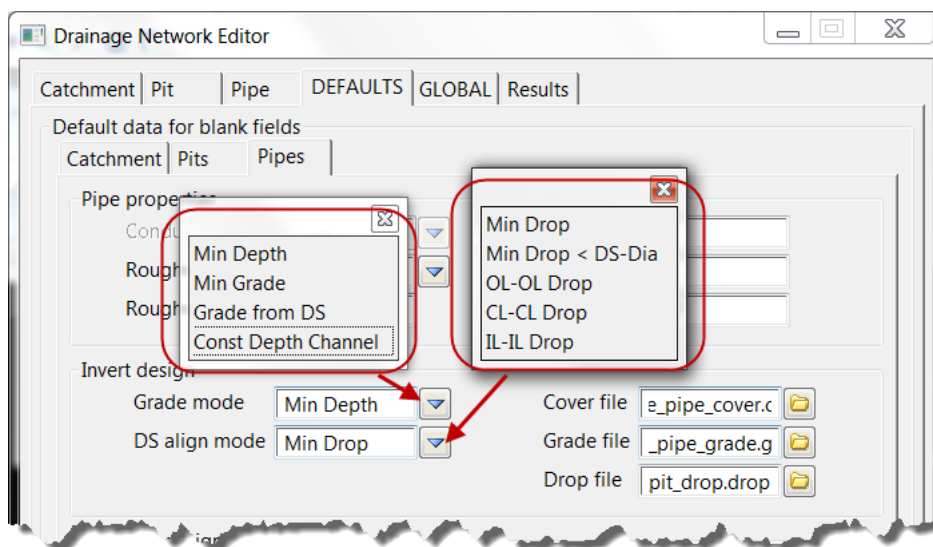 Drainage Network Editor
Catchment Pit Pipe DEFAULTS GLOBAL Results
Default data for blank fields
Catchment Pits Pipes
Pipe properties
Min Depth
Min Grade
Grade from DS
Const Depth Channel
Min Drop
Min Drop < DS-Dia
OL-OL Drop
CL-CL Drop
IL-IL Drop
Invert design
Grade mode Min Depth Cover file e_pipe_cover.c
DS align mode Min Drop Grade file _pipe_grade.g
Drop file pit_drop.drop